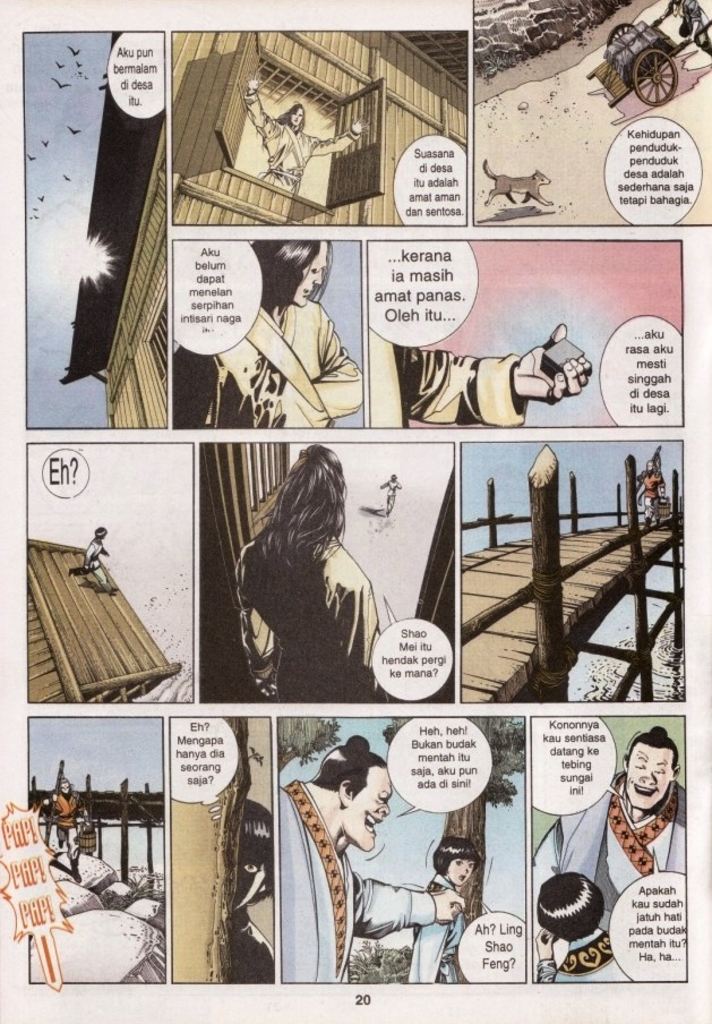 Aku pun
bermalam
di desa
itu.
Suasana
di desa
itu adalah
amat aman
dan sentosa.
Kehidupan
penduduk-
penduduk
desa adalah
sederhana saja
tetapi bahagia.
Aku
belum
dapat
menelan
serpihan
intisari naga
...kerana
ia masih
amat panas.
Oleh itu...
...aku
rasa aku
mesti
singgah
di desa
itu lagi.
Eh?
Shao
Mei itu
hendak pergi
ke mana?
PAP!
PAP!
PAP!
Eh?
Mengapa
hanya dia
seorang
saja?
Heh, heh!
Bukan budak
mentah itu
saja, aku pun
ada di sini!
Ah? Ling
Shao
Feng?
Kononnya
kau sentiasa
datang ke
tebing
sungai
ini!
Apakah
kau sudah
jatuh hati
pada budak
mentah itu?
Ha, ha...
20